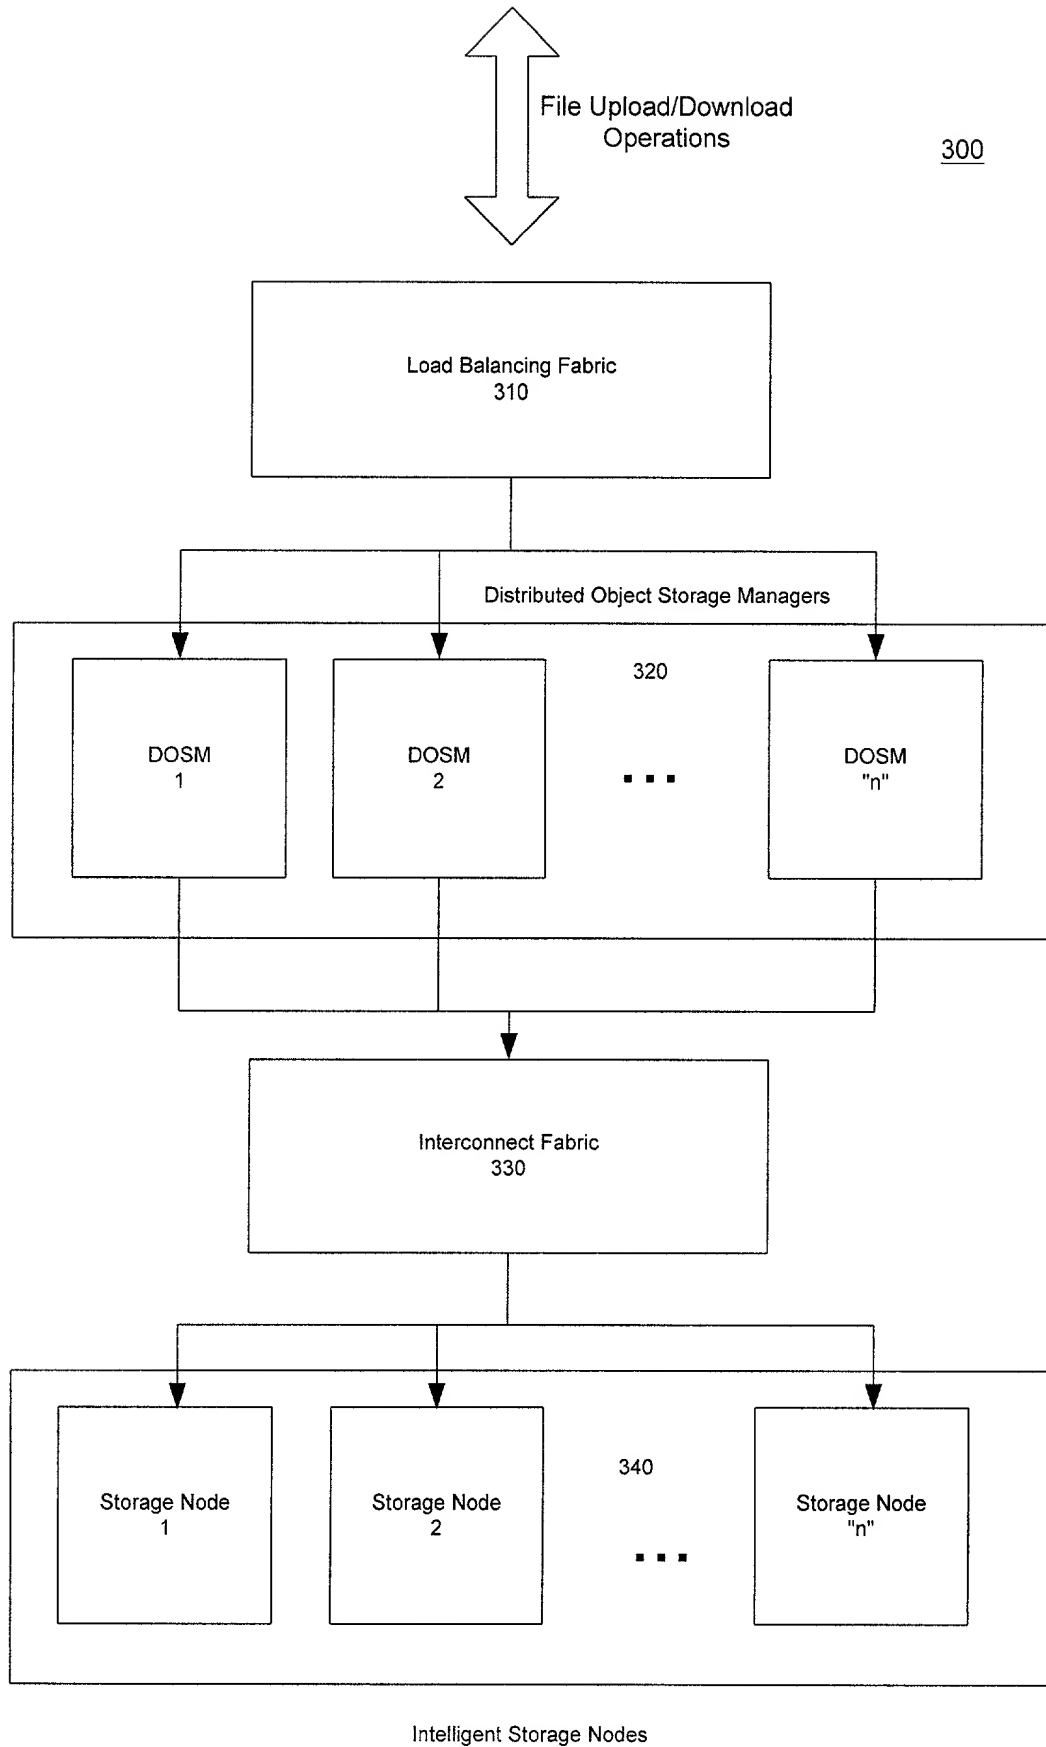 File Upload/Download
Operations
300
Load Balancing Fabric
310
Distributed Object Storage Managers
320
DOSM
1
DOSM
2
DOSM
"n"
Interconnect Fabric
330
340
Storage Node
1
Storage Node
2
Storage Node
"n"
Intelligent Storage Nodes